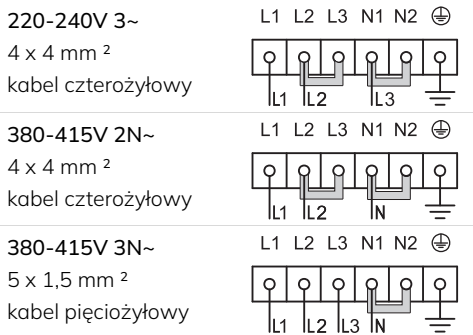 220-240V 3~
4 x 4 mm ²
kabel czterożyłowy
L1 L2 L3 N1 N2
L1 L2 L3
380-415V 2N~
4 x 4 mm ²
kabel czterożyłowy
L1 L2 L3 N1 N2
L1 L2 N
380-415V 3N~
5 x 1,5 mm ²
kabel pięciożyłowy
L1 L2 L3 N1 N2
L1 L2 L3 N